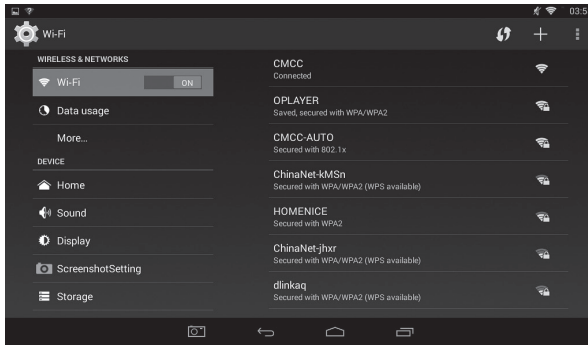 03:5
Wi-Fi
WIRELESS & NETWORKS
Wi-Fi
ON
Data usage
More...
DEVICE
Home
Sound
Display
ScreenshotSetting
Storage
CMCC
Connected
OPLAYER
Saved, secured with WPA/WPA2
CMCC-AUTO
Secured with 802.1x
ChinaNet-kMSn
Secured with WPA/WPA2 (WPS available)
HOMENICE
Secured with WPA2
ChinaNet-jhxr
Secured with WPA/WPA2 (WPS available)
dlinkaq
Secured with WPA/WPA2 (WPS available)